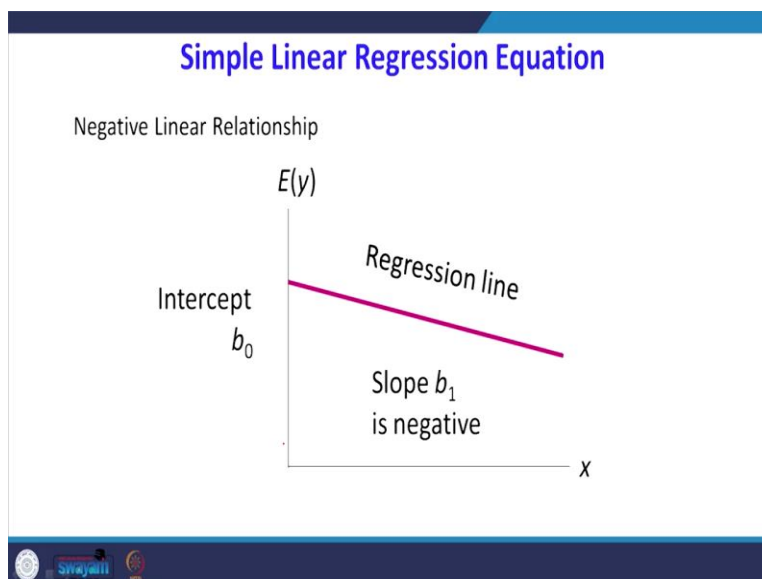 Simple Linear Regression Equation
Negative Linear Relationship
E(y)
Regression line
Intercept
b₀
Slope b₁
is negative
x
swayam